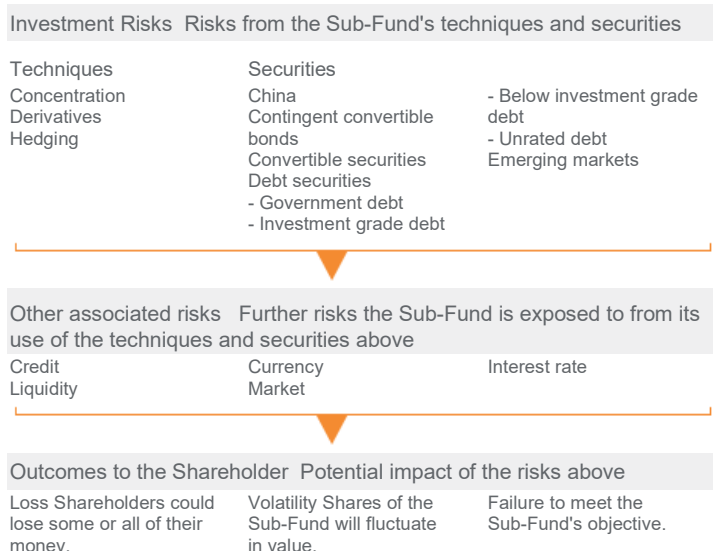 Investment Risks  Risks from the Sub-Fund's techniques and securities
Techniques
Concentration
Derivatives
Hedging
Securities
China
Contingent convertible
bonds
Convertible securities
Debt securities
- Government debt
- Investment grade debt
- Below investment grade
debt
- Unrated debt
Emerging markets
Other associated risks  Further risks the Sub-Fund is exposed to from its
use of the techniques and securities above
Credit
Liquidity
Currency
Market
Interest rate
Outcomes to the Shareholder  Potential impact of the risks above
Loss Shareholders could
lose some or all of their
money.
Volatility Shares of the
Sub-Fund will fluctuate
in value.
Failure to meet the
Sub-Fund's objective.